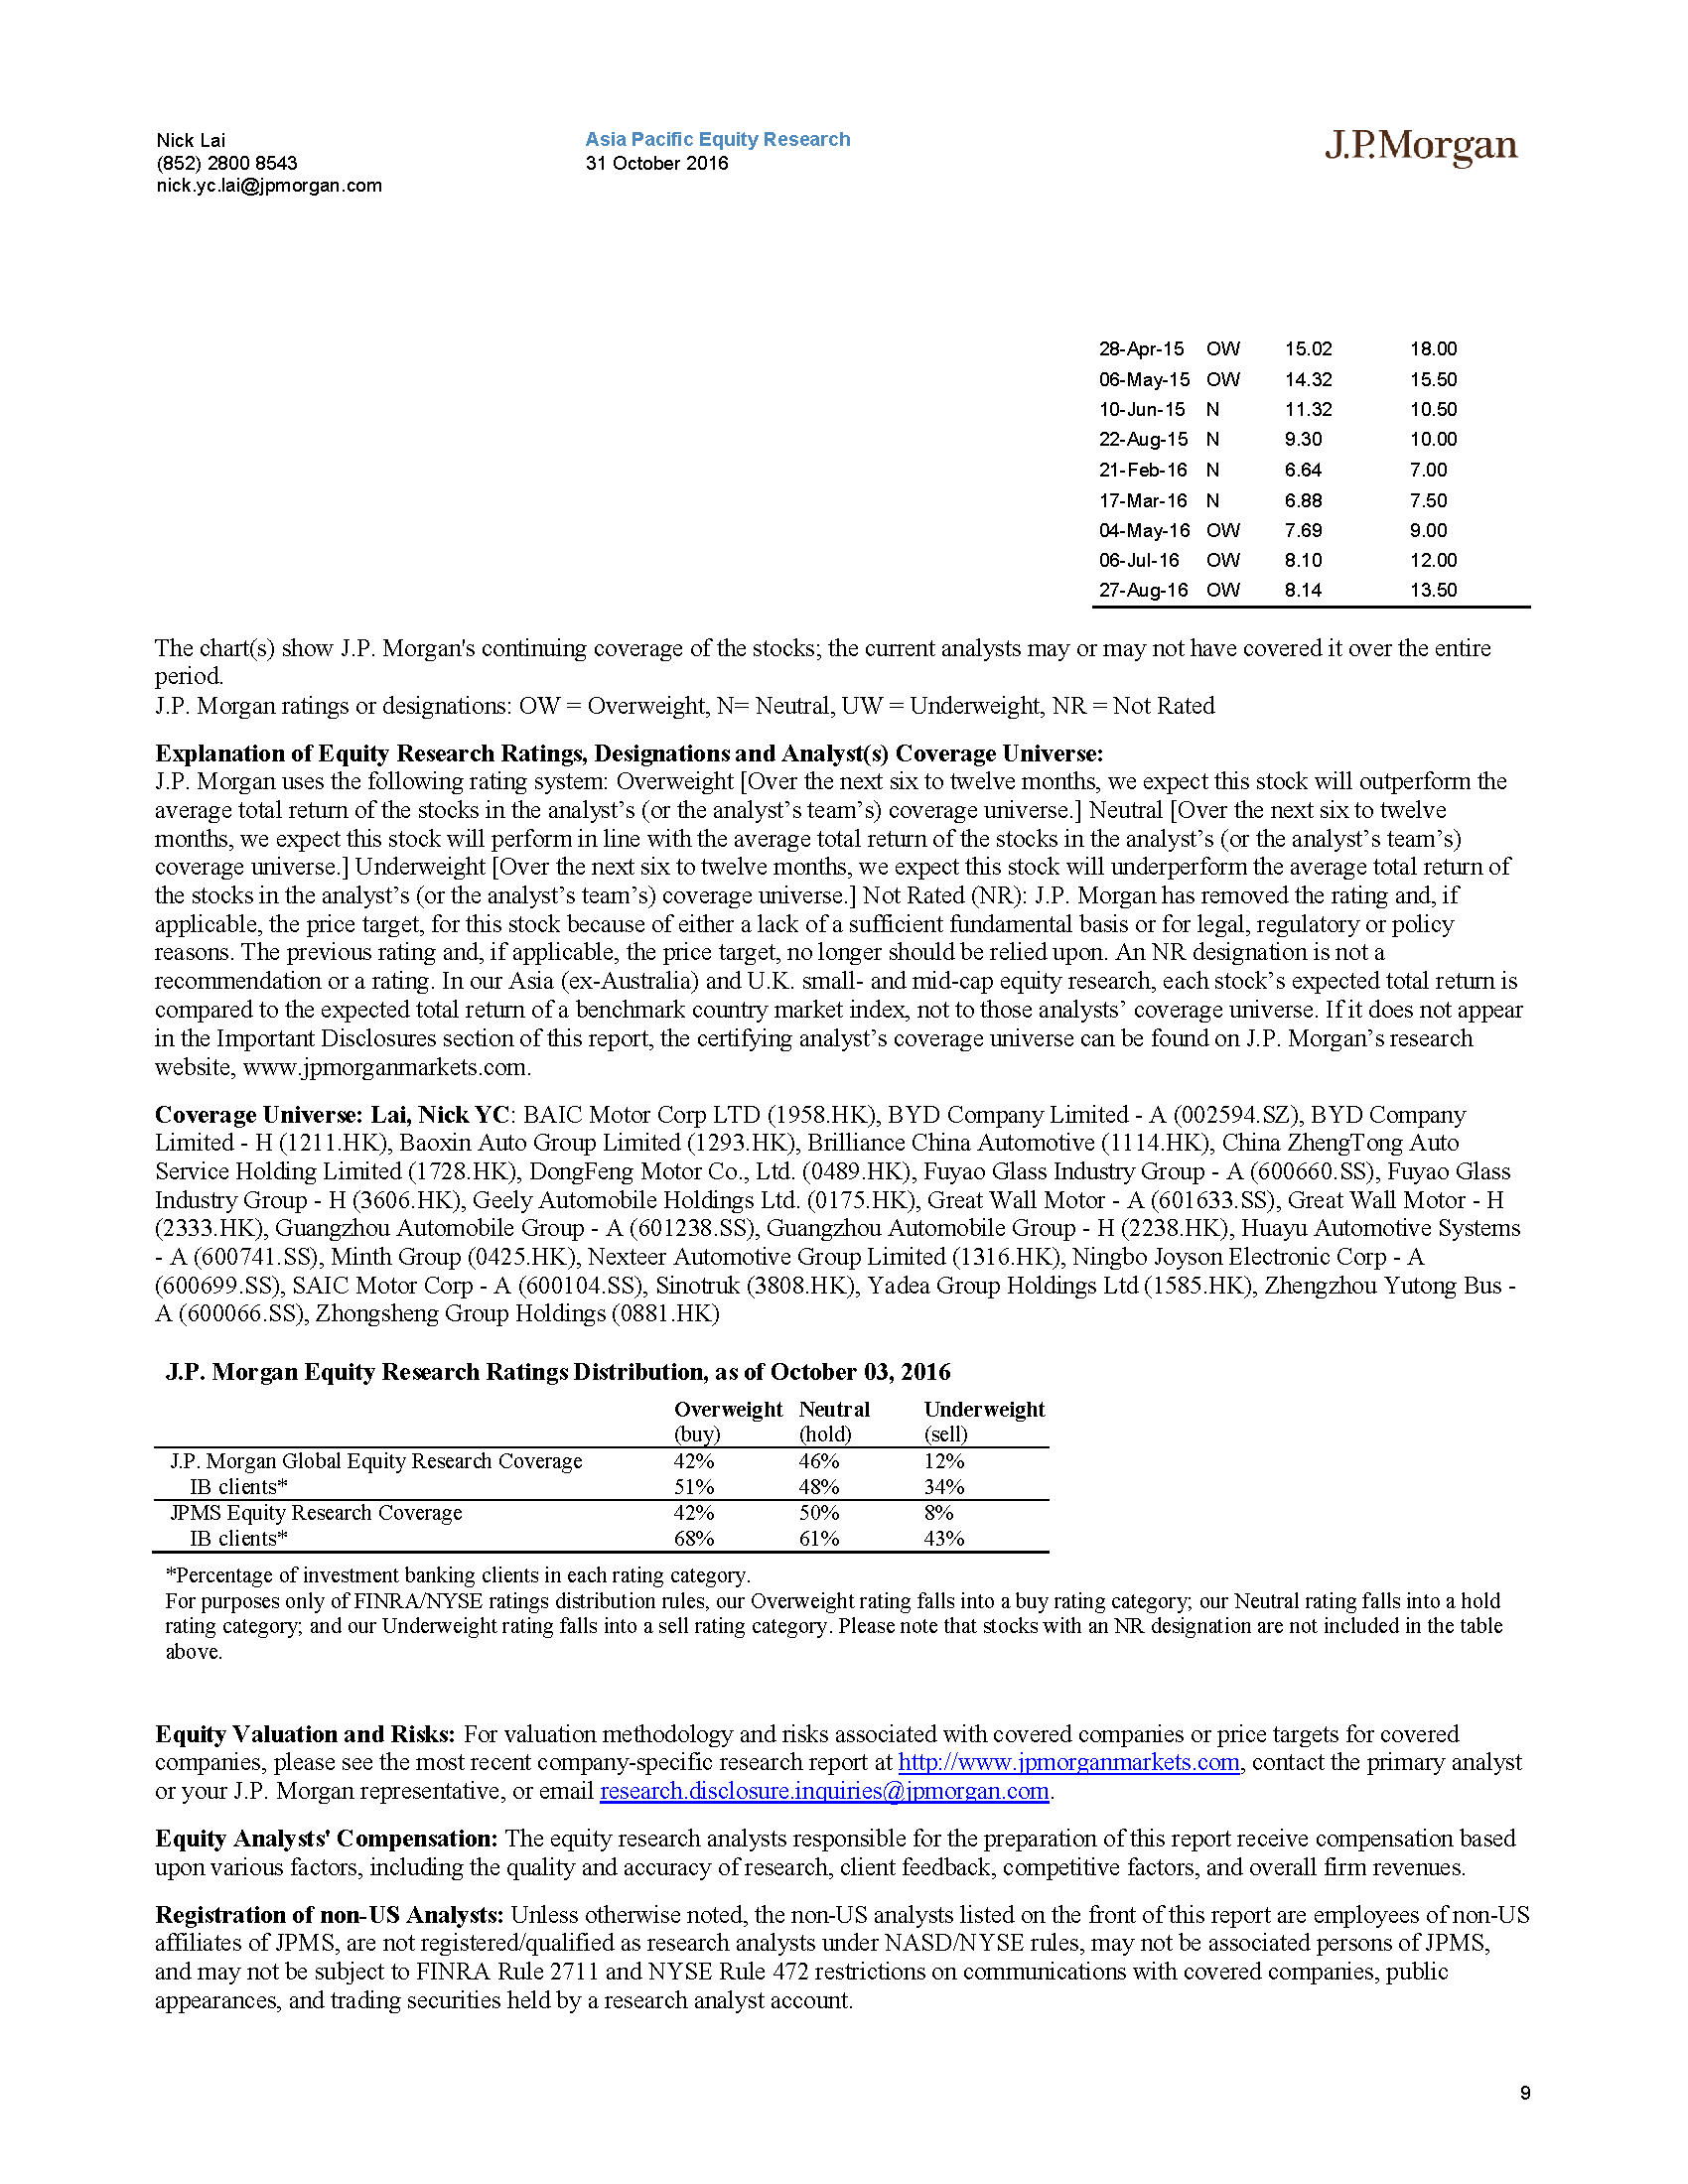 Nick Lai
(852) 2800 8543
nick.yc.lai@jpmorgan.com
Asia Pacific Equity Research
31 October 2016
J.P.Morgan
28-Apr-15 OW 15.02 18.00
06-May-15 OW 14.32 15.50
10-Jun-15 N 11.32 10.50
22-Aug-15 N 9.30 10.00
21-Feb-16 N 6.64 7.00
17-Mar-16 N 6.88 7.50
04-May-16 OW 7.69 9.00
06-Jul-16 OW 8.10 12.00
27-Aug-16 OW 8.14 13.50
The chart(s) show J.P. Morgan's continuing coverage of the stocks; the current analysts may or may not have covered it over the entire
period.
J.P. Morgan ratings or designations: OW = Overweight, N= Neutral, UW = Underweight, NR = Not Rated
Explanation of Equity Research Ratings, Designations and Analyst(s) Coverage Universe:
J.P. Morgan uses the following rating system: Overweight [Over the next six to twelve months, we expect this stock will outperform the
average total return of the stocks in the analyst’s (or the analyst’s team’s) coverage universe.] Neutral [Over the next six to twelve
months, we expect this stock will perform in line with the average total return of the stocks in the analyst’s (or the analyst’s team’s)
coverage universe.] Underweight [Over the next six to twelve months, we expect this stock will underperform the average total return of
the stocks in the analyst’s (or the analyst’s team’s) coverage universe.] Not Rated (NR): J.P. Morgan has removed the rating and, if
applicable, the price target, for this stock because of either a lack of a sufficient fundamental basis or for legal, regulatory or policy
reasons. The previous rating and, if applicable, the price target, no longer should be relied upon. An NR designation is not a
recommendation or a rating. In our Asia (ex-Australia) and U.K. small- and mid-cap equity research, each stock’s expected total return is
compared to the expected total return of a benchmark country market index, not to those analysts’ coverage universe. If it does not appear
in the Important Disclosures section of this report, the certifying analyst’s coverage universe can be found on J.P. Morgan’s research
website, www.jpmorganmarkets.com.
Coverage Universe: Lai, Nick YC: BAIC Motor Corp LTD (1958.HK), BYD Company Limited - A (002594.SZ), BYD Company
Limited - H (1211.HK), Baoxin Auto Group Limited (1293.HK), Brilliance China Automotive (1114.HK), China ZhengTong Auto
Service Holding Limited (1728.HK), DongFeng Motor Co., Ltd. (0489.HK), Fuyao Glass Industry Group - A (600660.SS), Fuyao Glass
Industry Group - H (3606.HK), Geely Automobile Holdings Ltd. (0175.HK), Great Wall Motor - A (601633.SS), Great Wall Motor - H
(2333.HK), Guangzhou Automobile Group - A (601238.SS), Guangzhou Automobile Group - H (2238.HK), Huayu Automotive Systems
- A (600741.SS), Minth Group (0425.HK), Nexteer Automotive Group Limited (1316.HK), Ningbo Joyson Electronic Corp - A
(600699.SS), SAIC Motor Corp - A (600104.SS), Sinotruk (3808.HK), Yadea Group Holdings Ltd (1585.HK), Zhengzhou Yutong Bus -
A (600066.SS), Zhongsheng Group Holdings (0881.HK)
J.P. Morgan Equity Research Ratings Distribution, as of October 03, 2016
Overweight Neutral Underweight
(buy) (hold) (sell)
J.P. Morgan Global Equity Research Coverage 42% 46% 12%
IB clients* 51% 48% 34%
JPMS Equity Research Coverage 42% 50% 8%
IB clients* 68% 61% 43%
*Percentage of investment banking clients in each rating category.
For purposes only of FINRA/NYSE ratings distribution rules, our Overweight rating falls into a buy rating category; our Neutral rating falls into a hold
rating category; and our Underweight rating falls into a sell rating category. Please note that stocks with an NR designation are not included in the table
above.
Equity Valuation and Risks: For valuation methodology and risks associated with covered companies or price targets for covered
companies, please see the most recent company-specific research report at http://www.jpmorganmarkets.com, contact the primary analyst
or your J.P. Morgan representative, or email research.disclosure.inquiries@jpmorgan.com.
Equity Analysts' Compensation: The equity research analysts responsible for the preparation of this report receive compensation based
upon various factors, including the quality and accuracy of research, client feedback, competitive factors, and overall firm revenues.
Registration of non-US Analysts: Unless otherwise noted, the non-US analysts listed on the front of this report are employees of non-US
affiliates of JPMS, are not registered/qualified as research analysts under NASD/NYSE rules, may not be associated persons of JPMS,
and may not be subject to FINRA Rule 2711 and NYSE Rule 472 restrictions on communications with covered companies, public
appearances, and trading securities held by a research analyst account.
9